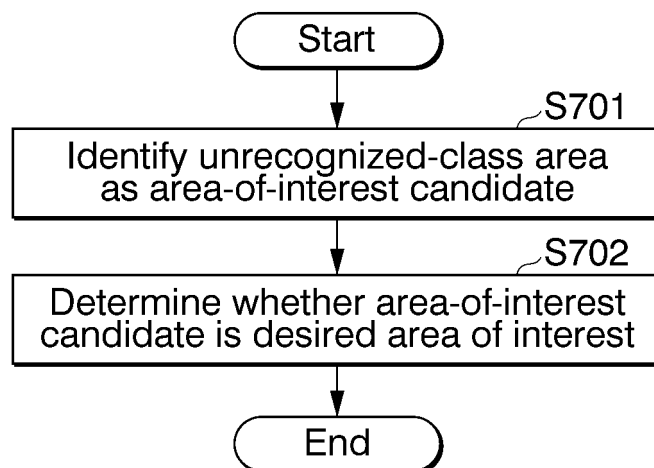 Start
S701
Identify unrecognized-class area
as area-of-interest candidate
S702
Determine whether area-of-interest
candidate is desired area of interest
End